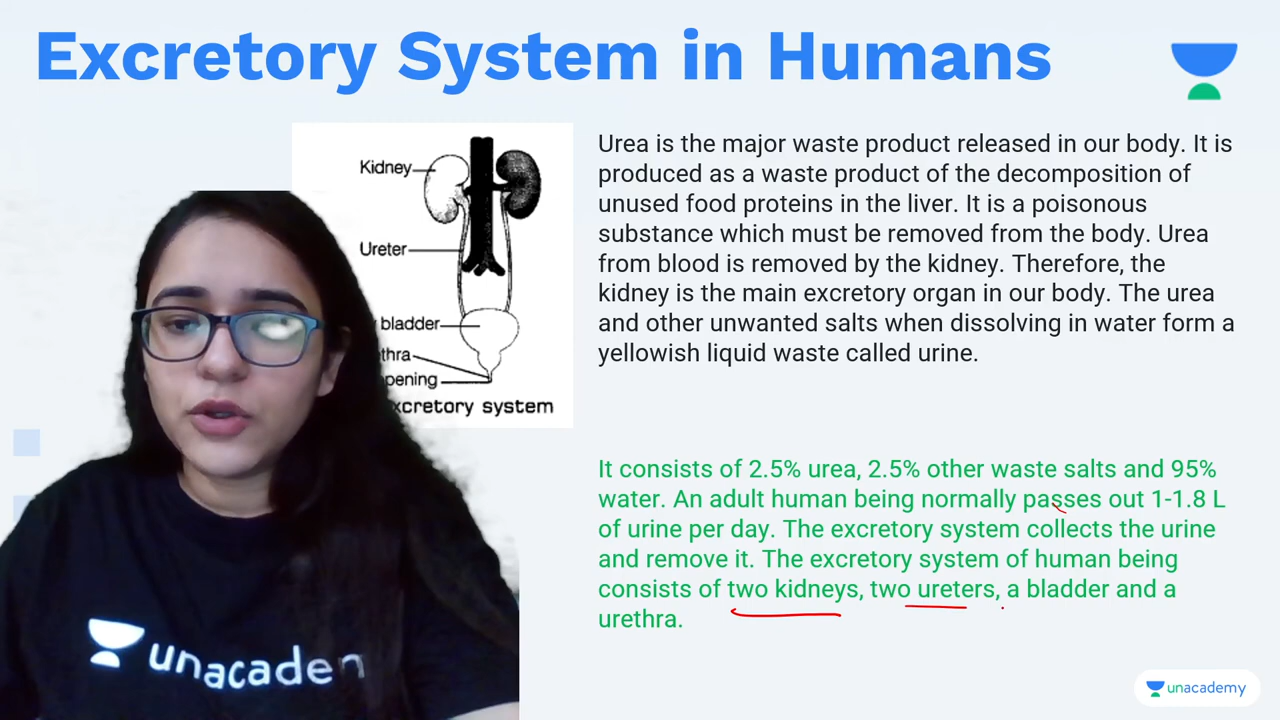 Excretory System in Humans
Kidney
Ureter
bladder
thra
pening
xcretory system
Urea is the major waste product released in our body. It is
produced as a waste product of the decomposition of
unused food proteins in the liver. It is a poisonous
substance which must be removed from the body. Urea
from blood is removed by the kidney. Therefore, the
kidney is the main excretory organ in our body. The urea
and other unwanted salts when dissolving in water form a
yellowish liquid waste called urine.
It consists of 2.5% urea, 2.5% other waste salts and 95%
water. An adult human being normally passes out 1-1.8 L
of urine per day. The excretory system collects the urine
and remove it. The excretory system of human being
consists of two kidneys, two ureters, a bladder and a
urethra.
unacaden
unacademy